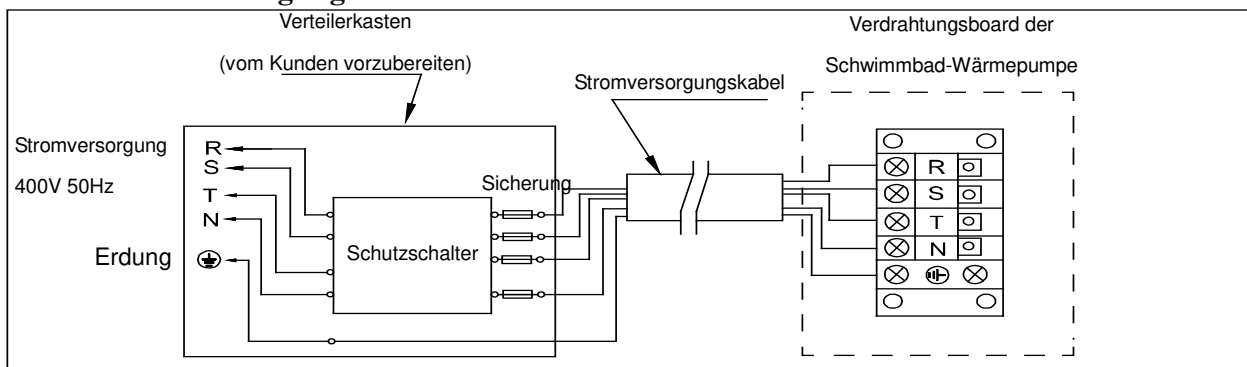 Verteilerkasten
(vom Kunden vorzubereiten)
Verdrahtungsboard der
Schwimmbad-Wärmepumpe
Stromversorgungskabel
Stromversorgung
400V 50Hz
R
S
T
N
Erdung
Sicherung
Schutzschalter
R
S
T
N